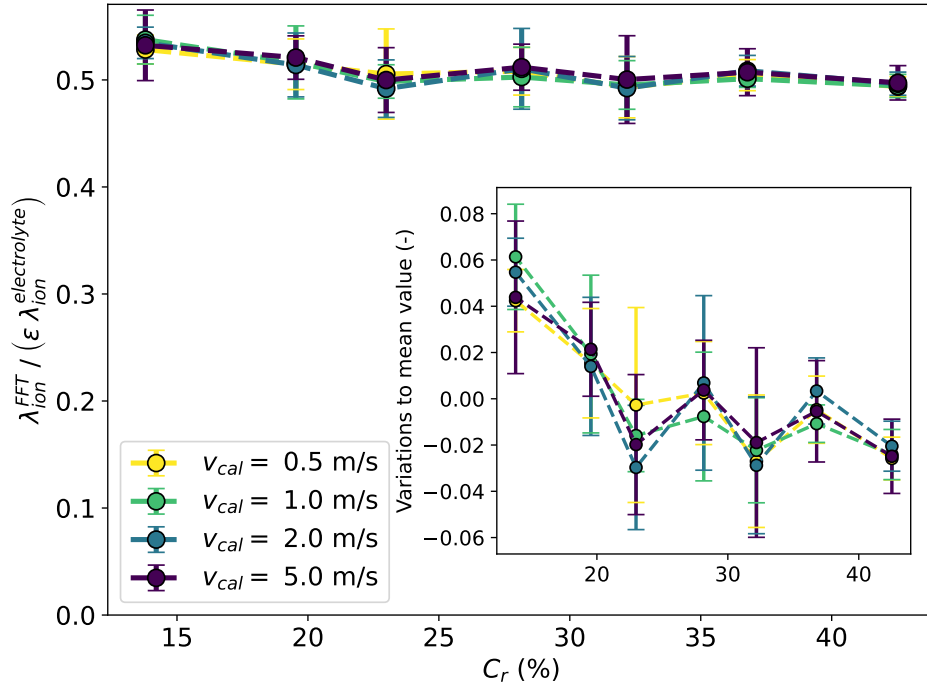 0.5
0.4
0.3
0.2
0.1
0.0
λ_ion^FFT / (ε λ_ion^electrolyte)
15 20 25 30 35 40
C_r (%)
v_cal = 0.5 m/s
v_cal = 1.0 m/s
v_cal = 2.0 m/s
v_cal = 5.0 m/s
0.08
0.06
0.04
0.02
0.00
−0.02
−0.04
−0.06
Variations to mean value (-)
20 30 40